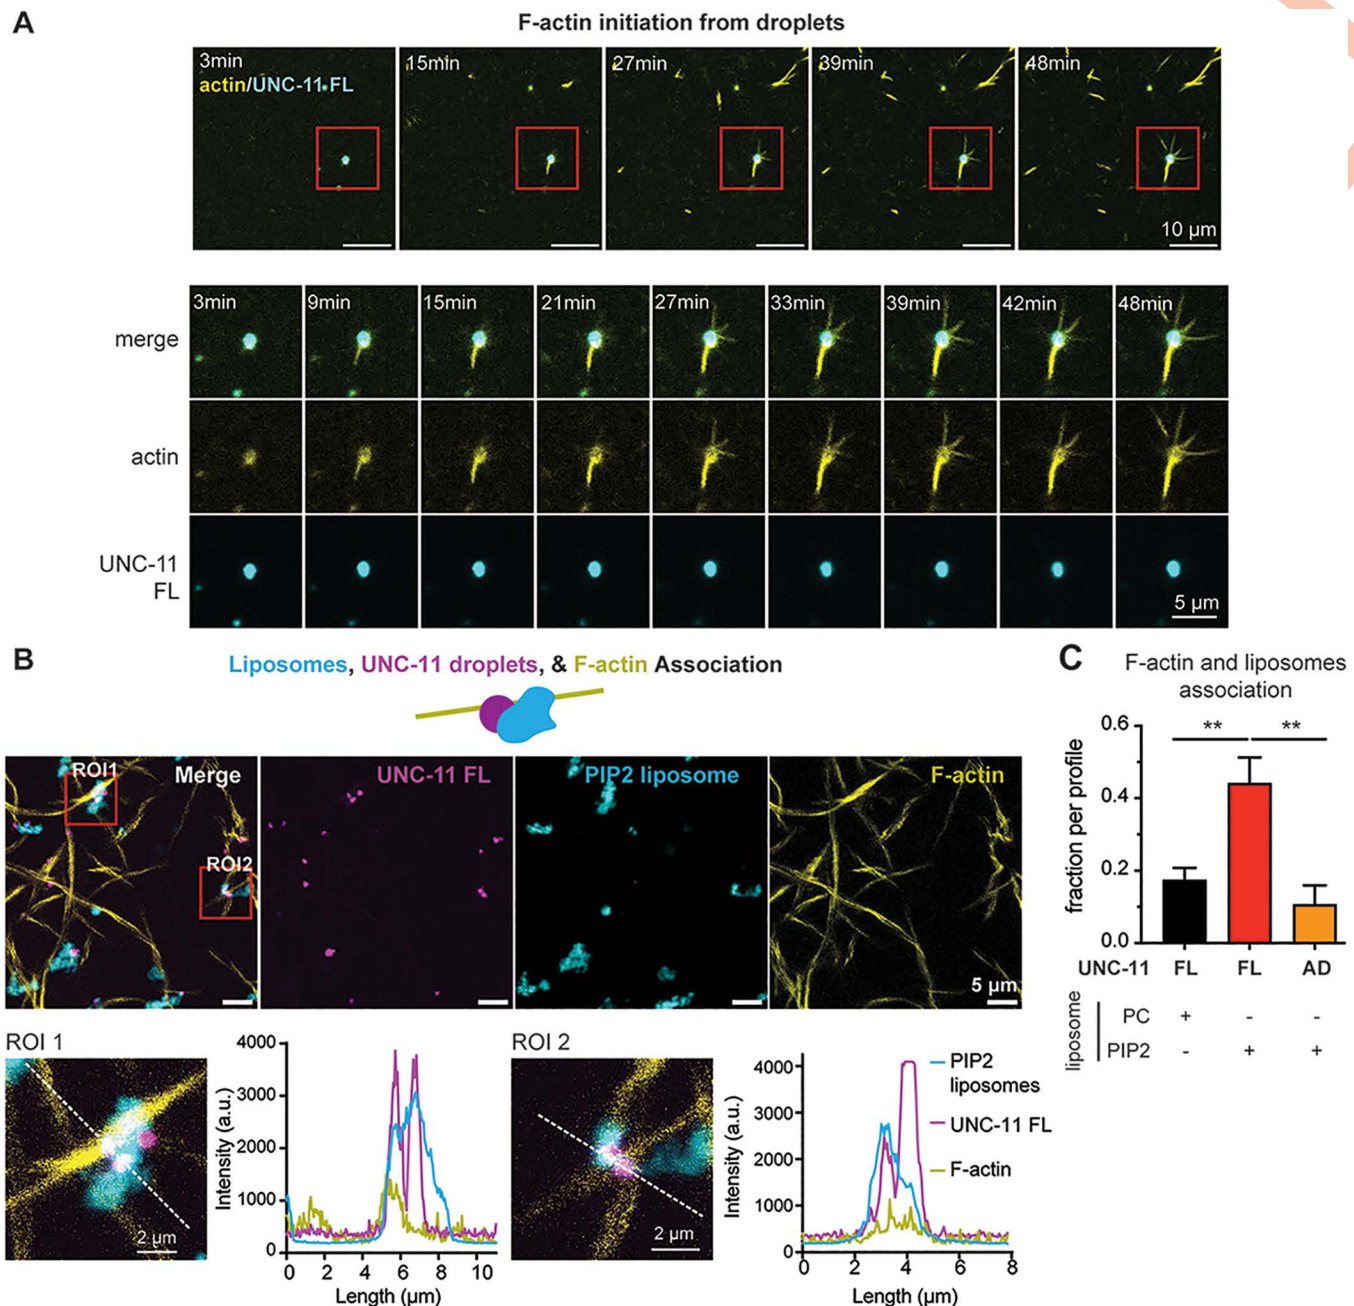 A
F-actin initiation from droplets
3min
15min
27min
39min
48min
actin/UNC-11 FL
10 µm
3min
9min
15min
21min
27min
33min
39min
42min
48min
merge
actin
UNC-11
FL
5 µm
B
Liposomes, UNC-11 droplets, & F-actin Association
ROI1
Merge
UNC-11 FL
PIP2 liposome
F-actin
ROI2
5 µm
ROI 1
2 µm
Intensity (a.u.)
4000
3000
2000
1000
0
0 2 4 6 8 10
Length (µm)
ROI 2
2 µm
Intensity (a.u.)
4000
3000
2000
1000
0
0 2 4 6 8
Length (µm)
PIP2
liposomes
UNC-11 FL
F-actin
C
F-actin and liposomes
association
fraction per profile
0.6
0.4
0.2
0.0
** **
UNC-11 FL FL AD
liposome
PC + - -
PIP2 - + +